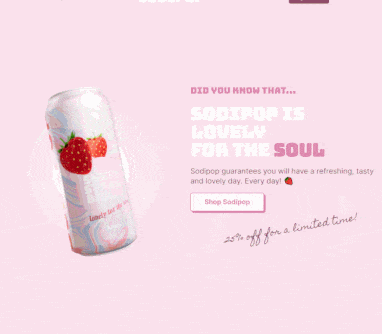 DID YOU KNOW THAT...
SODIPOP IS
LOVELY
FOR THE SOUL
Sodipop guarantees you will have a refreshing, tasty
and lovely day. Every day! 🍓
Shop Sodipop
25% off for a limited time!
lovely for the